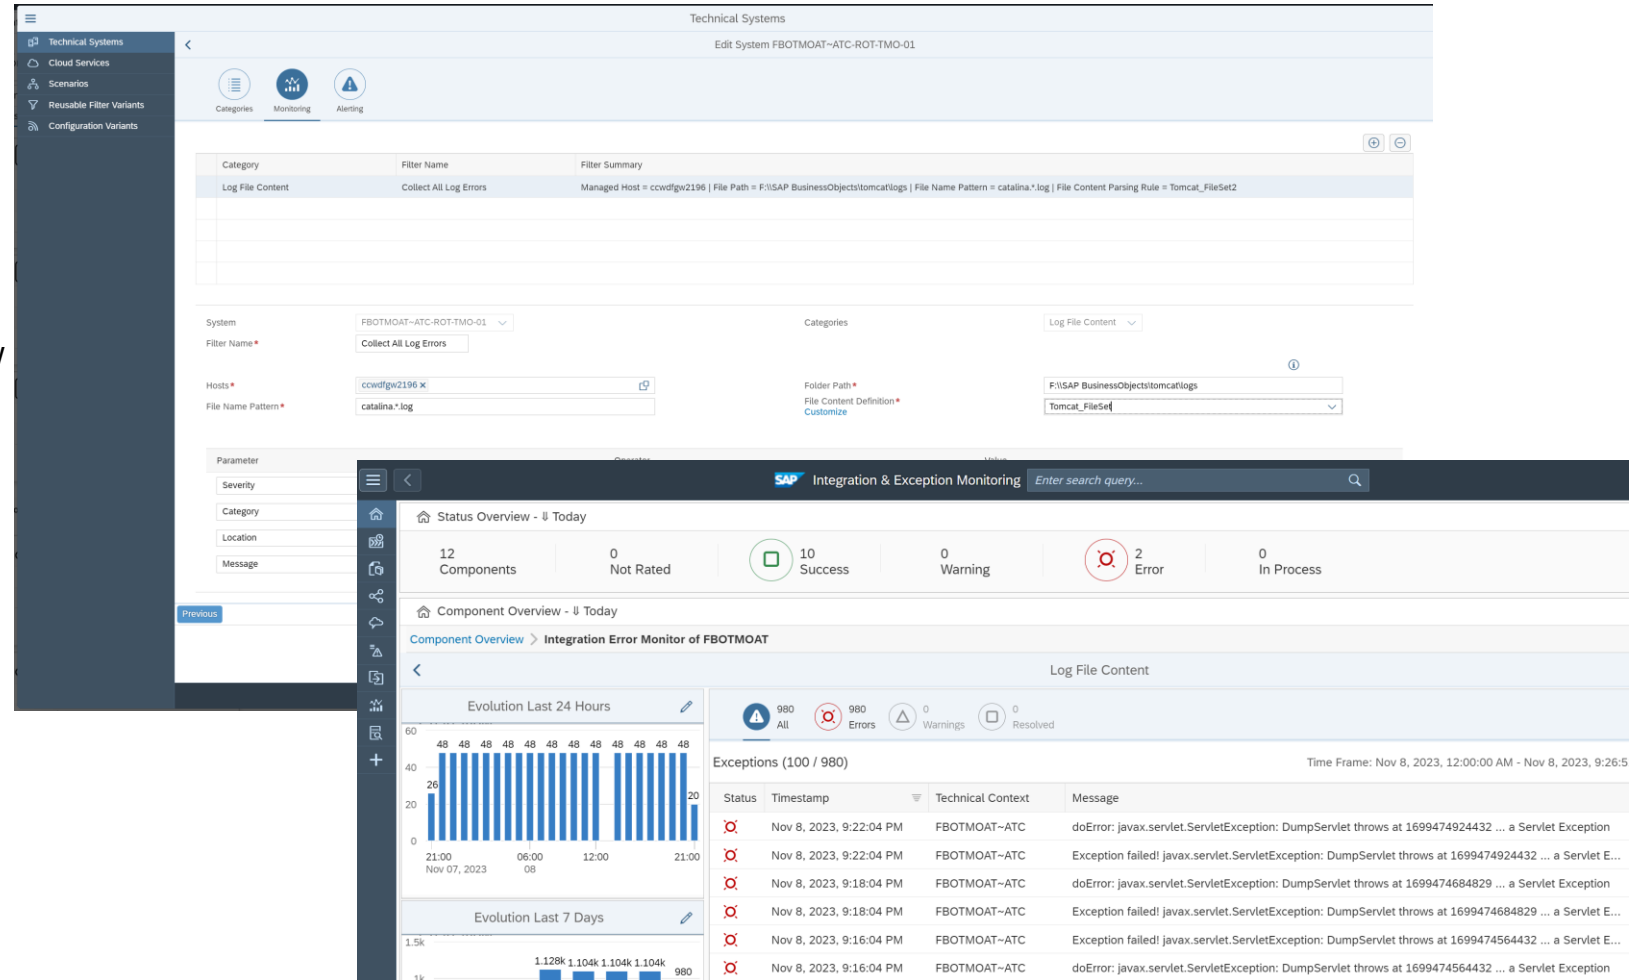 Technical Systems
Technical Systems
Cloud Services
Scenarios
Reusable Filter Variants
Configuration Variants
Edit System FBOTMOAT~ATC-ROT-TMO-01
Categories Monitoring Alerting
Category Filter Name Filter Summary
Log File Content Collect All Log Errors Managed Host = ccwdfgw2196 | File Path = F:\\SAP BusinessObjects\tomcat\logs | File Name Pattern = catalina.*.log | File Content Parsing Rule = Tomcat_FileSet2
System FBOTMOAT~ATC-ROT-TMO-01 Categories Log File Content
Filter Name* Collect All Log Errors
Hosts* ccwdfgw2196 × Folder Path* F:\\SAP BusinessObjects\tomcat\logs
File Name Pattern* catalina.*.log File Content Definition* Tomcat_FileSet
Customize
Parameter Operator Value
Severity
Category
Location
Message
Previous
SAP Integration & Exception Monitoring Enter search query...
Status Overview - ⇓ Today
12 0 10 0 2 0
Components Not Rated Success Warning Error In Process
Component Overview - ⇓ Today
Component Overview > Integration Error Monitor of FBOTMOAT
Log File Content
Evolution Last 24 Hours
60
40
20
0
26 48 48 48 48 48 48 48 48 48 48 48 48 20
21:00 06:00 12:00 21:00
Nov 07, 2023 08
Evolution Last 7 Days
1.5k
1k
1.128k 1.104k 1.104k 1.104k 980
980 980 0 0
All Errors Warnings Resolved
Exceptions (100 / 980) Time Frame: Nov 8, 2023, 12:00:00 AM - Nov 8, 2023, 9:26:5
Status Timestamp Technical Context Message
Nov 8, 2023, 9:22:04 PM FBOTMOAT~ATC doError: javax.servlet.ServletException: DumpServlet throws at 1699474924432 ... a Servlet Exception
Nov 8, 2023, 9:22:04 PM FBOTMOAT~ATC Exception failed! javax.servlet.ServletException: DumpServlet throws at 1699474924432 ... a Servlet E...
Nov 8, 2023, 9:18:04 PM FBOTMOAT~ATC doError: javax.servlet.ServletException: DumpServlet throws at 1699474684829 ... a Servlet Exception
Nov 8, 2023, 9:18:04 PM FBOTMOAT~ATC Exception failed! javax.servlet.ServletException: DumpServlet throws at 1699474684829 ... a Servlet E...
Nov 8, 2023, 9:16:04 PM FBOTMOAT~ATC Exception failed! javax.servlet.ServletException: DumpServlet throws at 1699474564432 ... a Servlet E...
Nov 8, 2023, 9:16:04 PM FBOTMOAT~ATC doError: javax.servlet.ServletException: DumpServlet throws at 1699474564432 ... a Servlet Exception